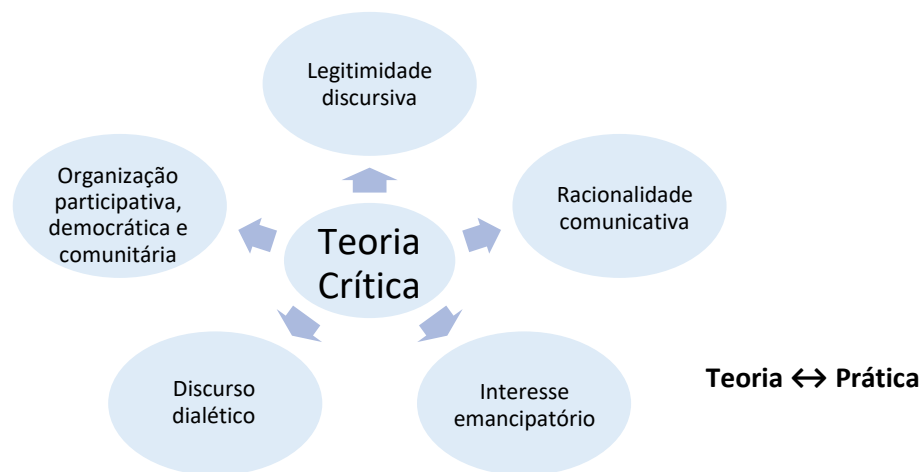 Legitimidade
discursiva
Organização
participativa,
democrática e
comunitária
Racionalidade
comunicativa
Teoria
Crítica
Discurso
dialético
Interesse
emancipatório
Teoria ↔ Prática